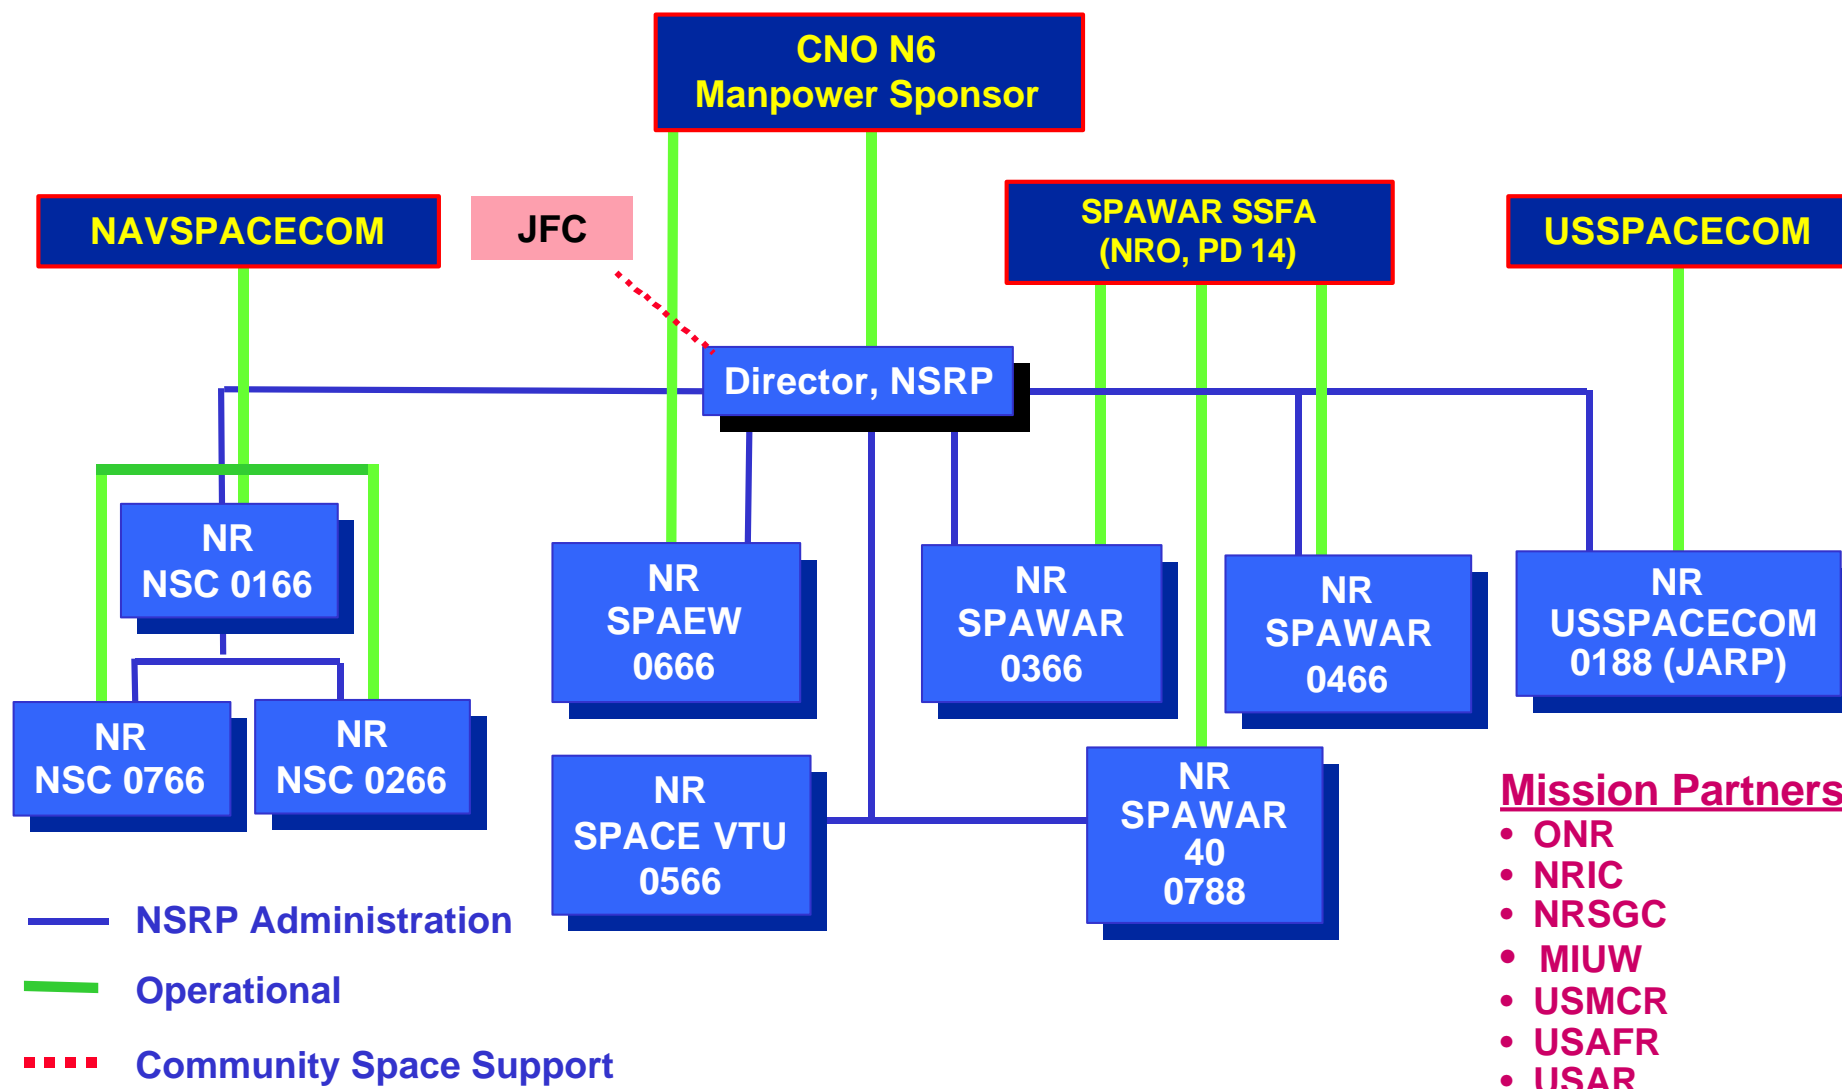 CNO N6
Manpower Sponsor
NAVSPACECOM
JFC
SPAWAR SSFA
(NRO, PD 14)
USSPACECOM
Director, NSRP
NR
NSC 0166
NR
SPAEW
0666
NR
SPAWAR
0366
NR
SPAWAR
0466
NR
USSPACECOM
0188 (JARP)
NR
NSC 0766
NR
NSC 0266
NR
SPACE VTU
0566
NR
SPAWAR
40
0788
Mission Partners
• ONR
• NRIC
• NRSGC
• MIUW
• USMCR
• USAFR
• USAR
NSRP Administration
Operational
Community Space Support